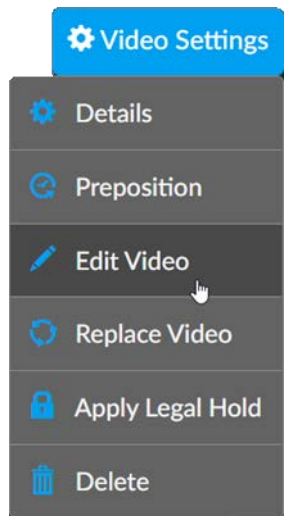 Video Settings
Details
Preposition
Edit Video
Replace Video
Apply Legal Hold
Delete